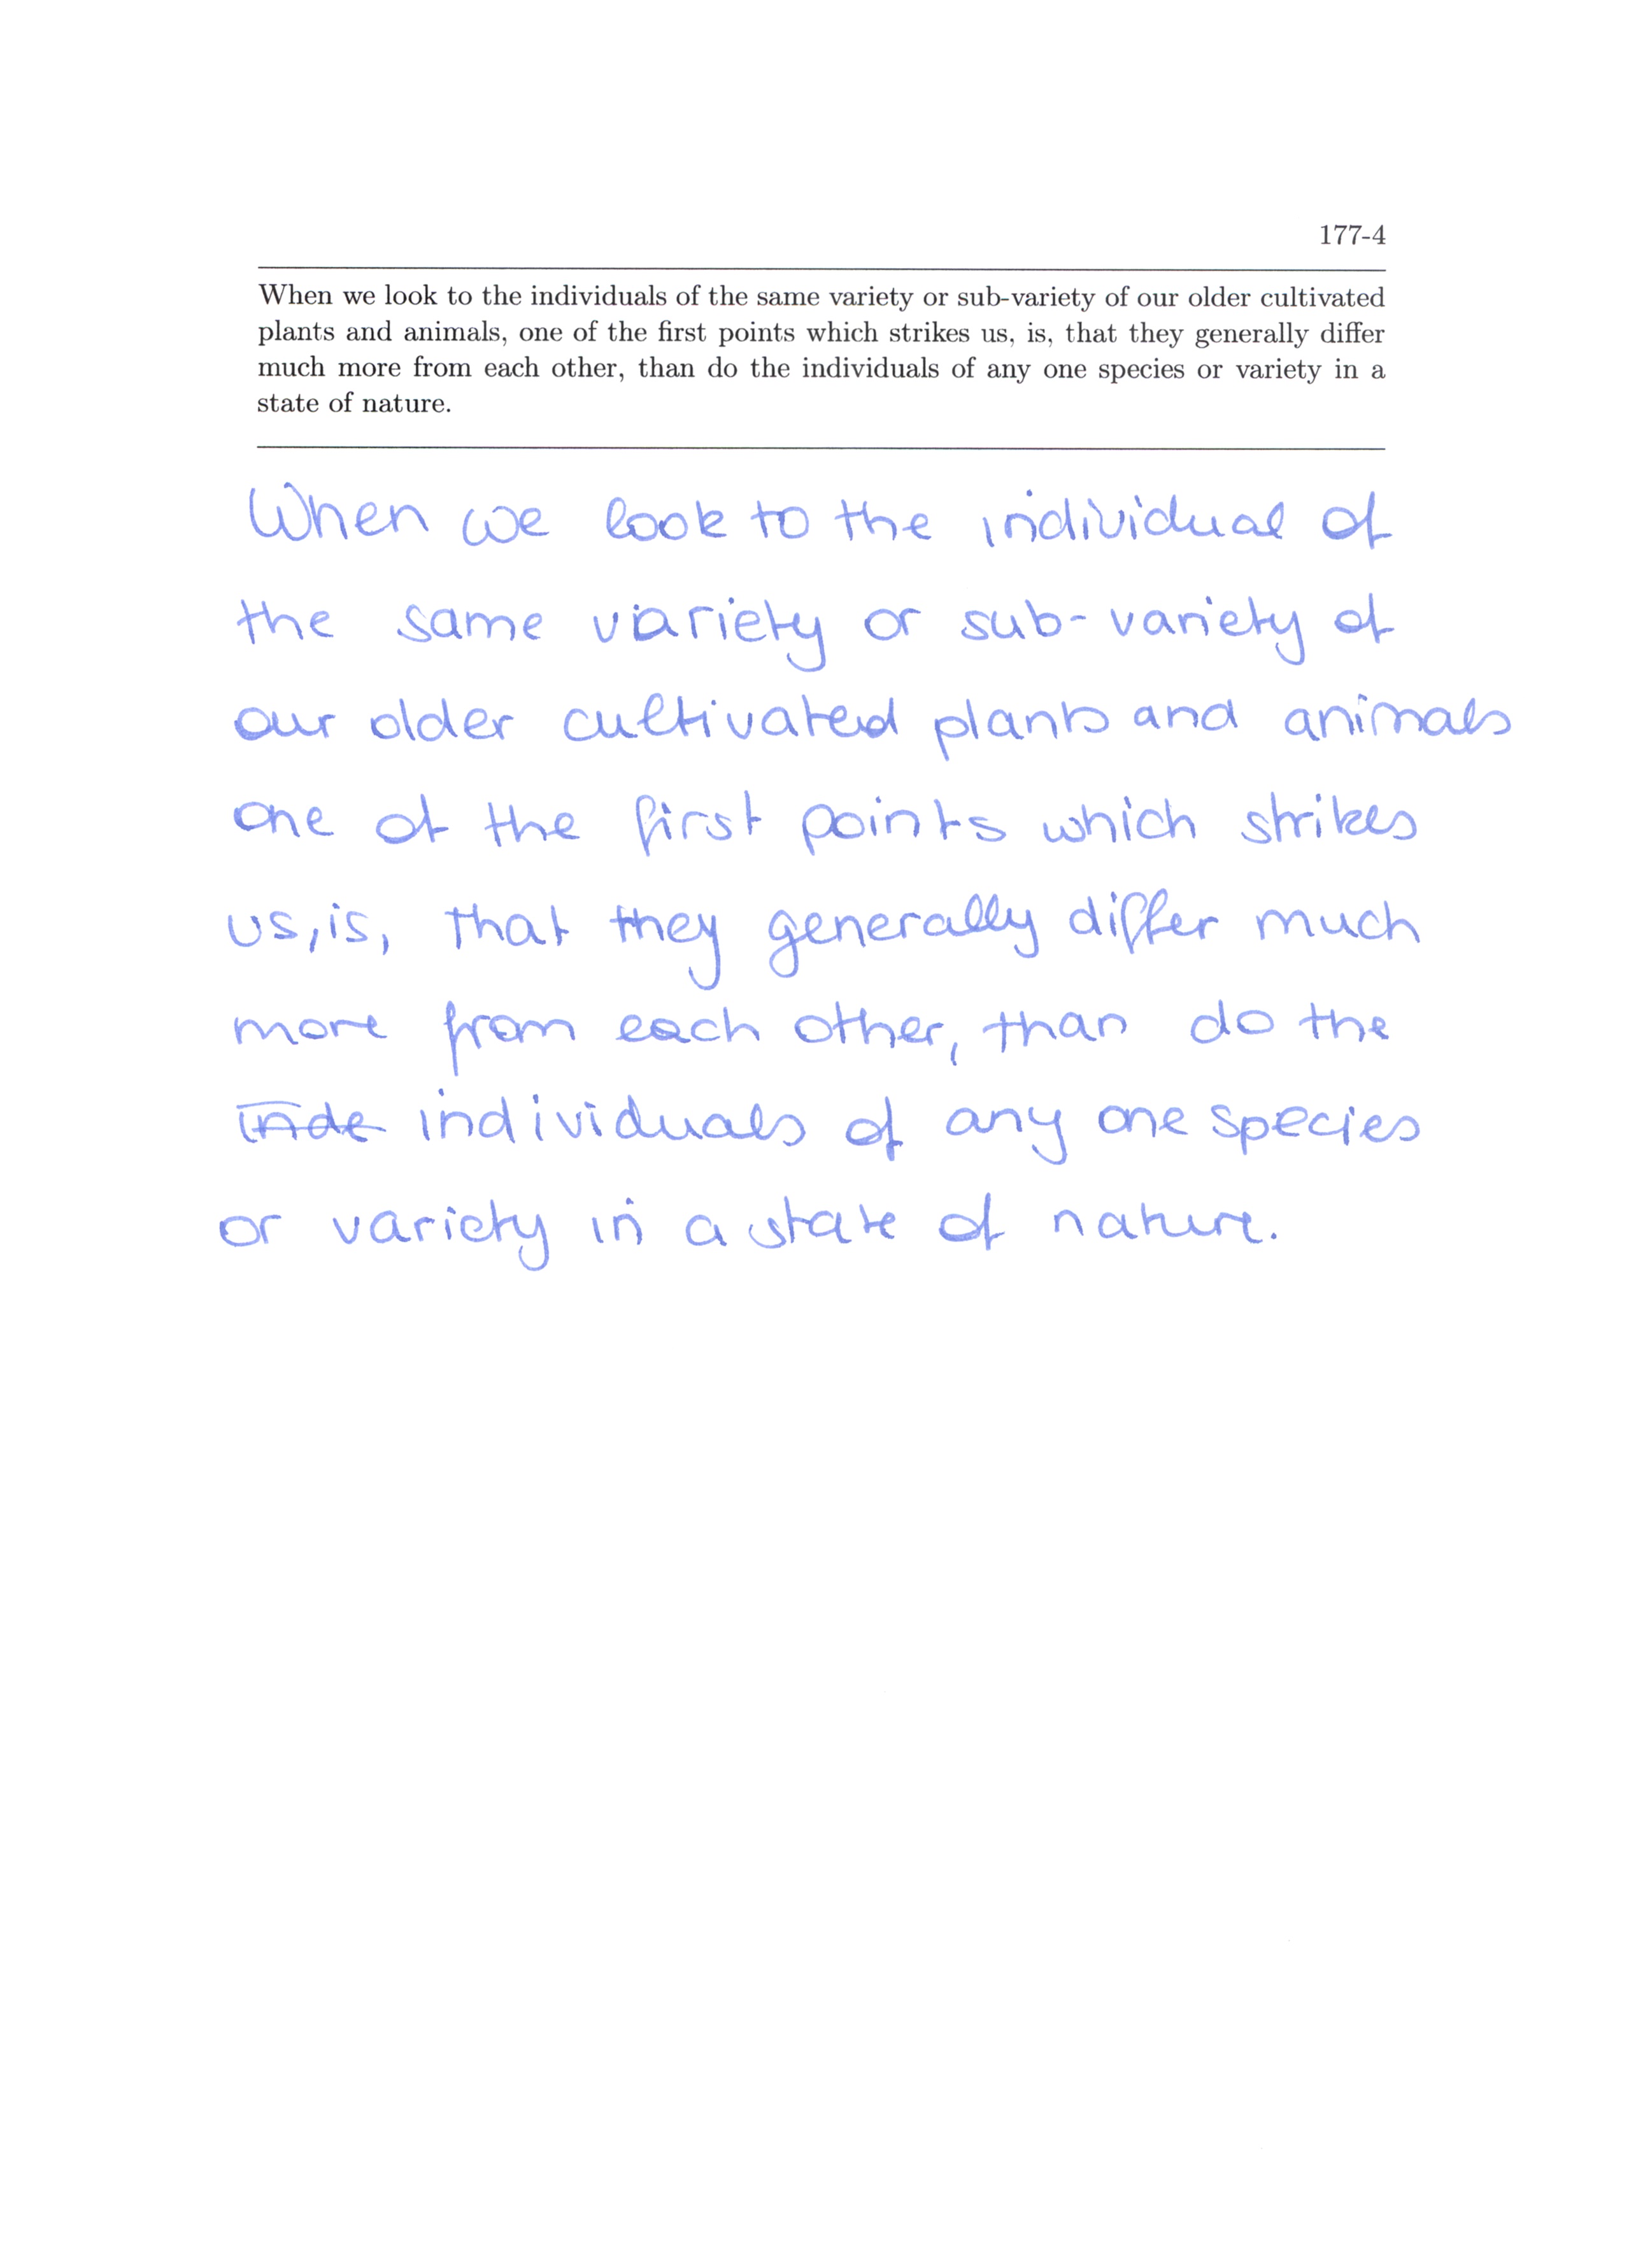 177-4
When we look to the individuals of the same variety or sub-variety of our older cultivated
plants and animals, one of the first points which strikes us, is, that they generally differ
much more from each other, than do the individuals of any one species or variety in a
state of nature.
When we look to the individual of
the same variety or sub-variety of
our older cultivated plants and animals
one of the first points which strikes
us, is, that they generally differ much
more from each other, than do the
individuals of any one species
or variety in a state of nature.